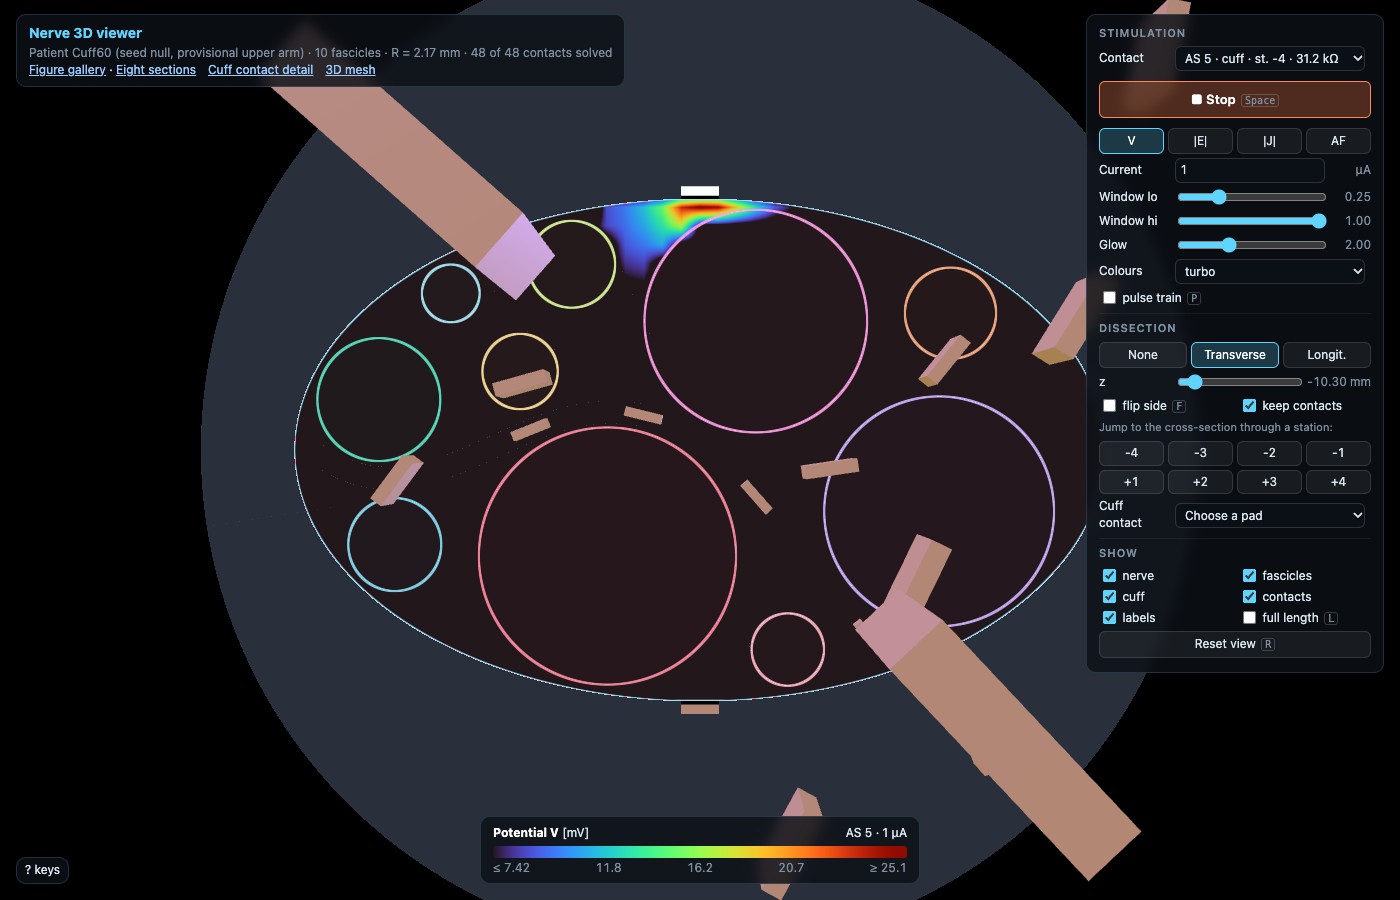 Nerve 3D viewer
Patient Cuff60 (seed null, provisional upper arm) · 10 fascicles · R = 2.17 mm · 48 of 48 contacts solved
Figure gallery · Eight sections Cuff contact detail 3D mesh
STIMULATION
Contact AS 5 · cuff · st. -4 · 31.2 kΩ
Stop Space
V |E| |J| AF
Current 1 μA
Window lo 0.25
Window hi 1.00
Glow 2.00
Colours turbo
pulse train P
DISSECTION
None Transverse Longit.
z -10.30 mm
flip side F keep contacts
Jump to the cross-section through a station:
-4 -3 -2 -1
+1 +2 +3 +4
Cuff contact Choose a pad
SHOW
nerve fascicles
cuff contacts
labels full length L
Reset view R
Potential V [mV] AS 5 · 1 μA
≤ 7.42 11.8 16.2 20.7 ≥ 25.1
? keys